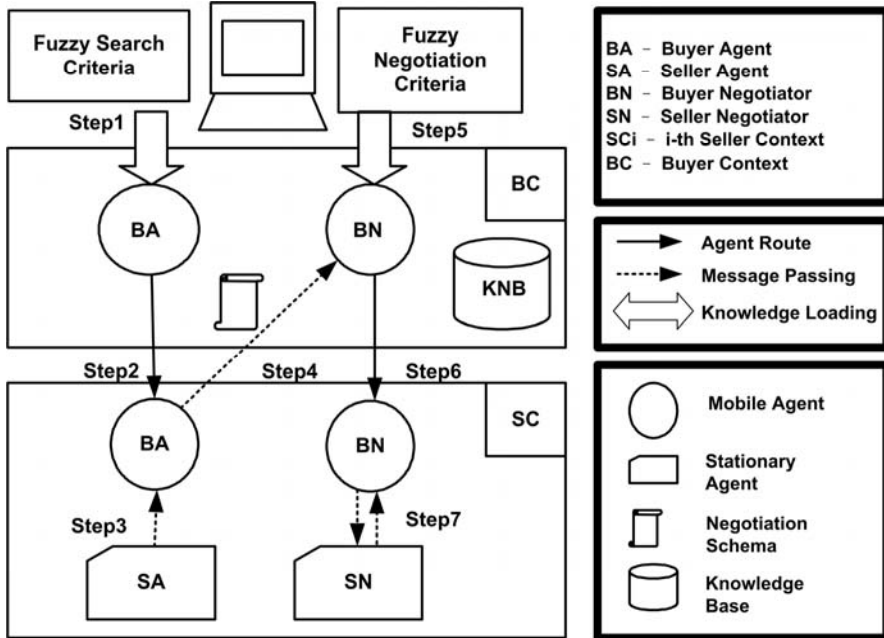 Fuzzy Search
Criteria
Fuzzy
Negotiation
Criteria
Step1
Step5
BC
BA
BN
KNB
Step2
Step4
Step6
SC
BA
BN
Step3
Step7
SA
SN
BA - Buyer Agent
SA - Seller Agent
BN - Buyer Negotiator
SN - Seller Negotiator
SCi - i-th Seller Context
BC - Buyer Context
Agent Route
Message Passing
Knowledge Loading
Mobile Agent
Stationary
Agent
Negotiation
Schema
Knowledge
Base